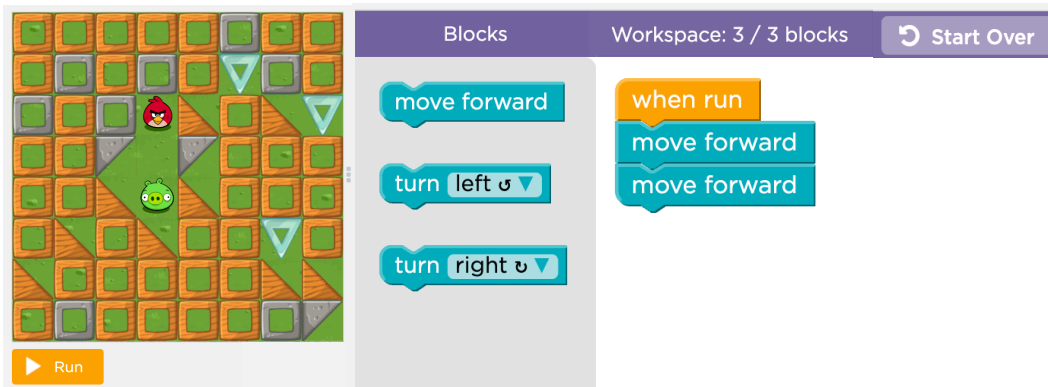 Blocks
Workspace: 3 / 3 blocks
Start Over
move forward
turn left
turn right
when run
move forward
move forward
Run